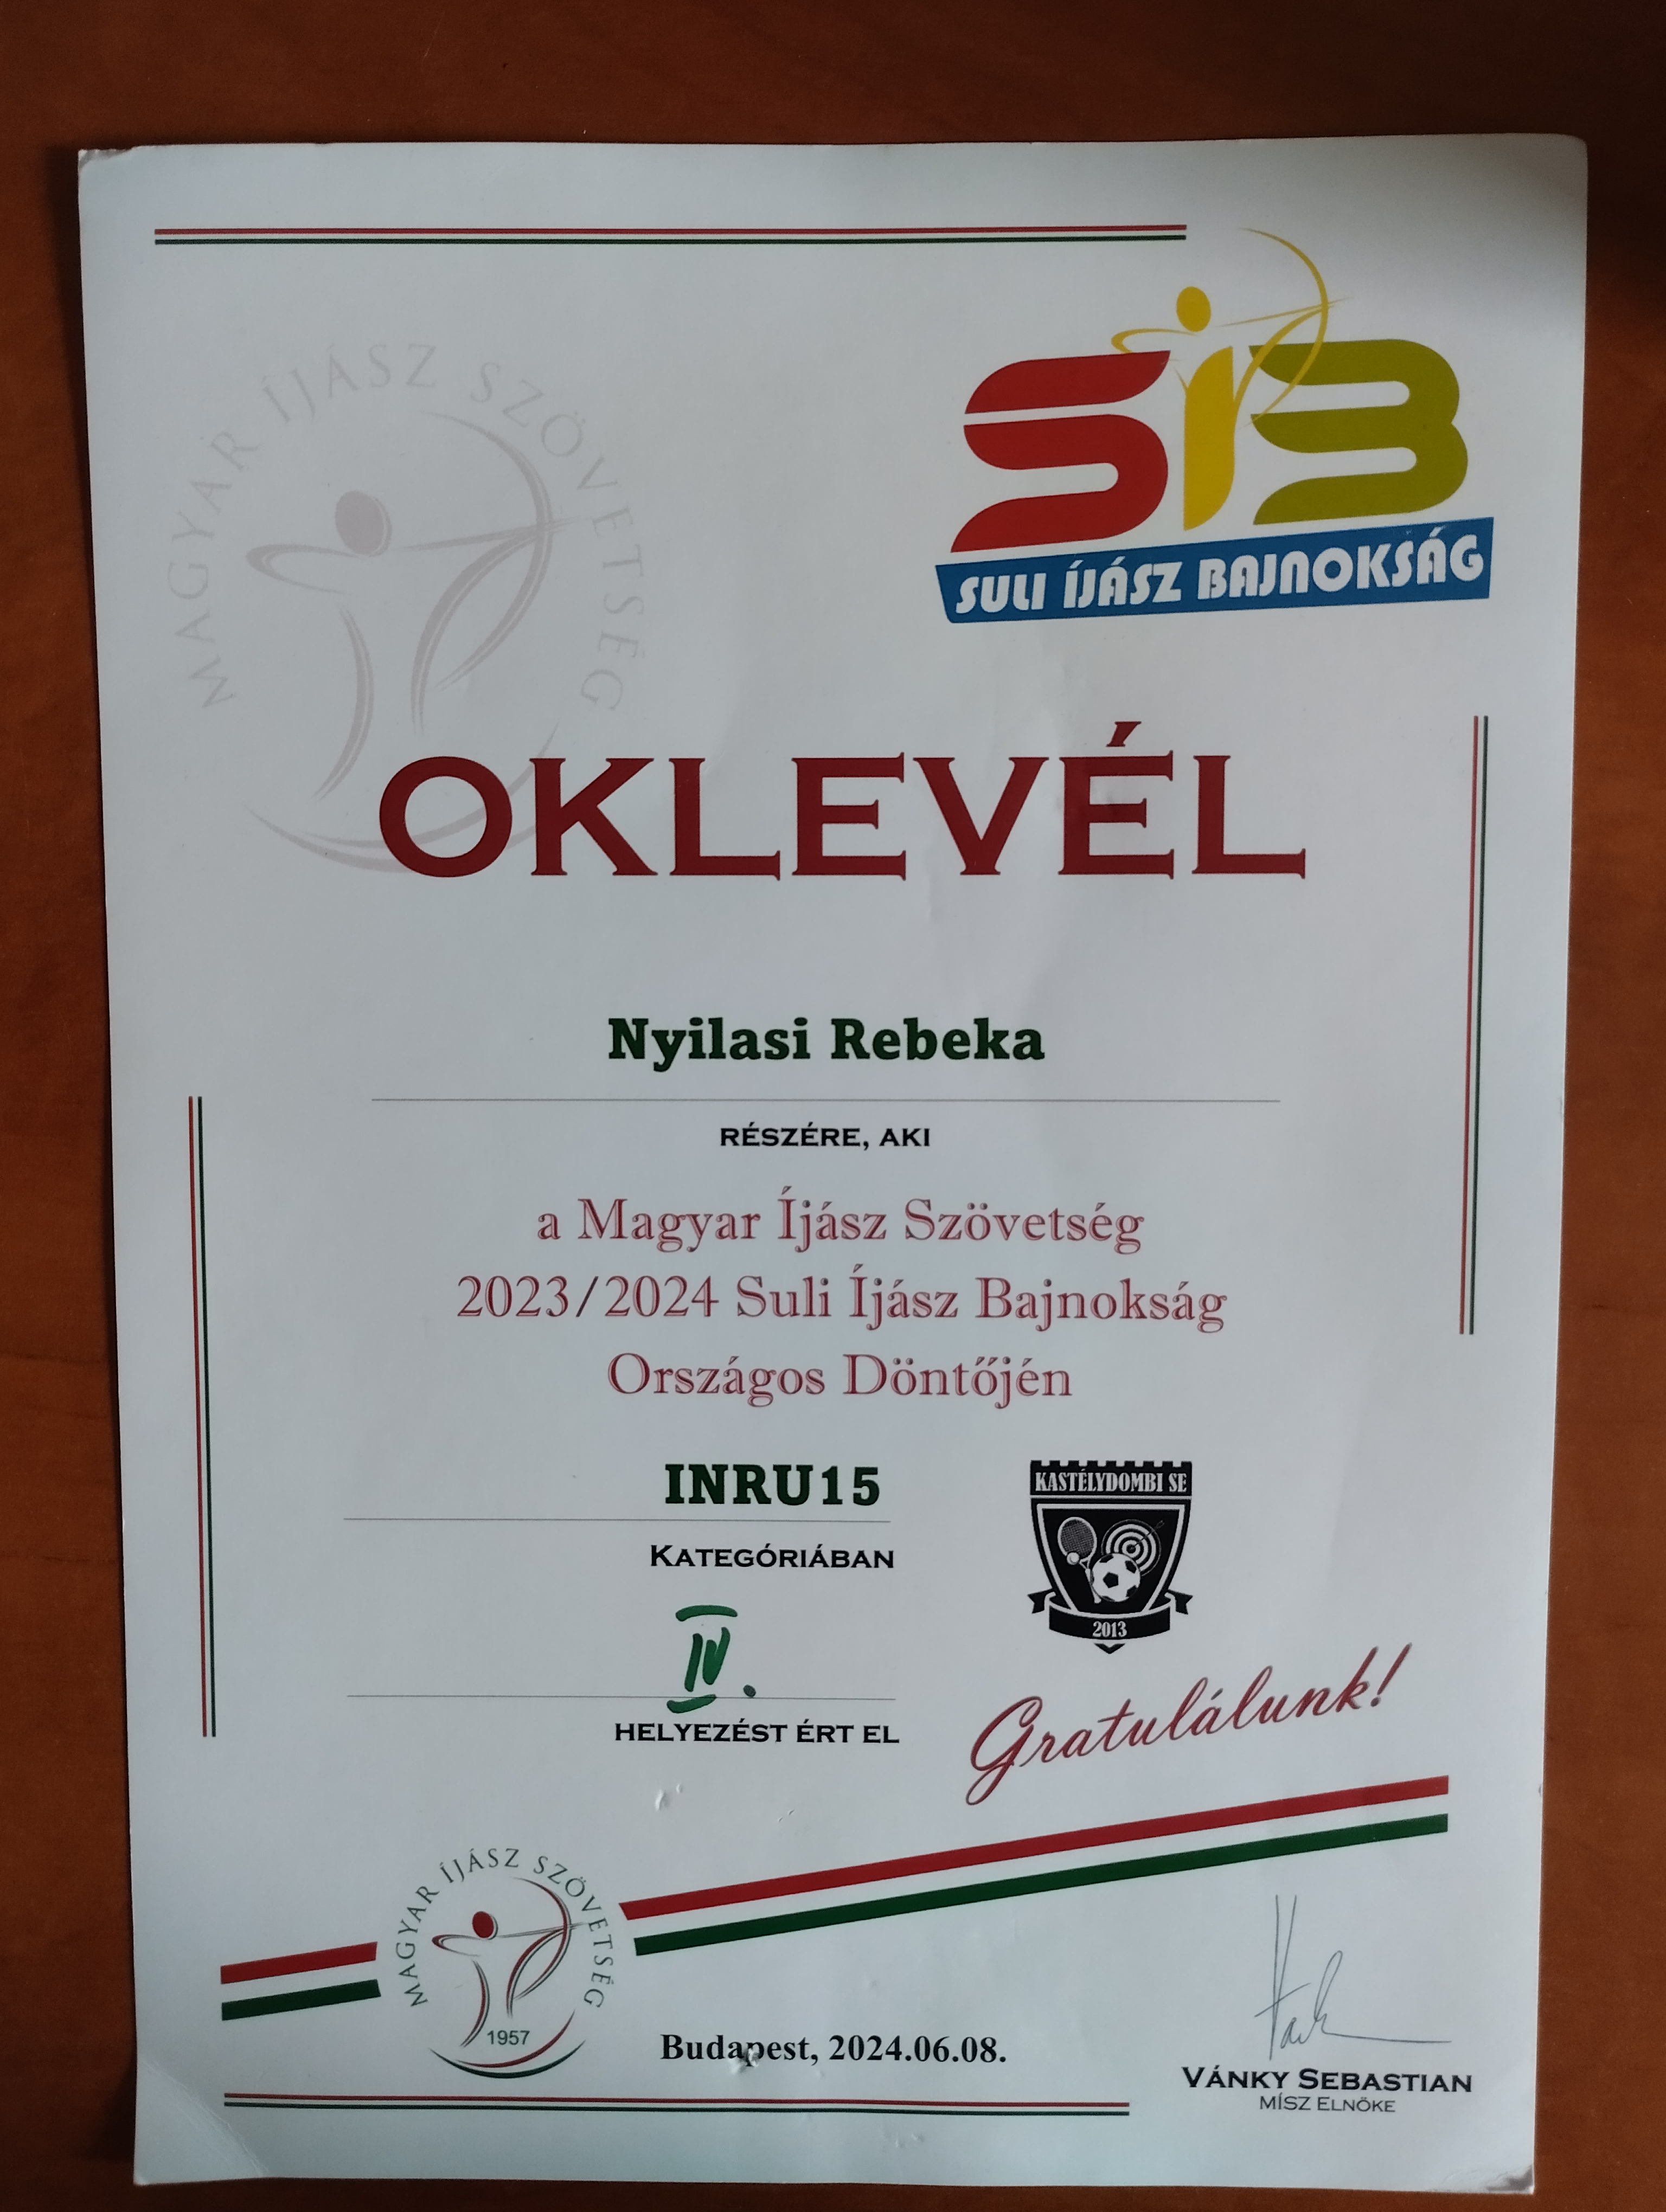 MAGYAR ÍJÁSZ SZÖVETSÉG
SiB
SULI ÍJÁSZ BAJNOKSÁG
OKLEVÉL
Nyilasi Rebeka
RÉSZÉRE, AKI
a Magyar Íjász Szövetség
2023/2024 Suli Íjász Bajnokság
Országos Döntőjén
INRU15
KATEGÓRIÁBAN
KASTÉLYDOMBI SE
2013
IV.
HELYEZÉST ÉRT EL
Gratulálunk!
MAGYAR ÍJÁSZ SZÖVETSÉG
1957
Budapest, 2024.06.08.
VÁNKY SEBASTIAN
MÍSZ ELNÖKE